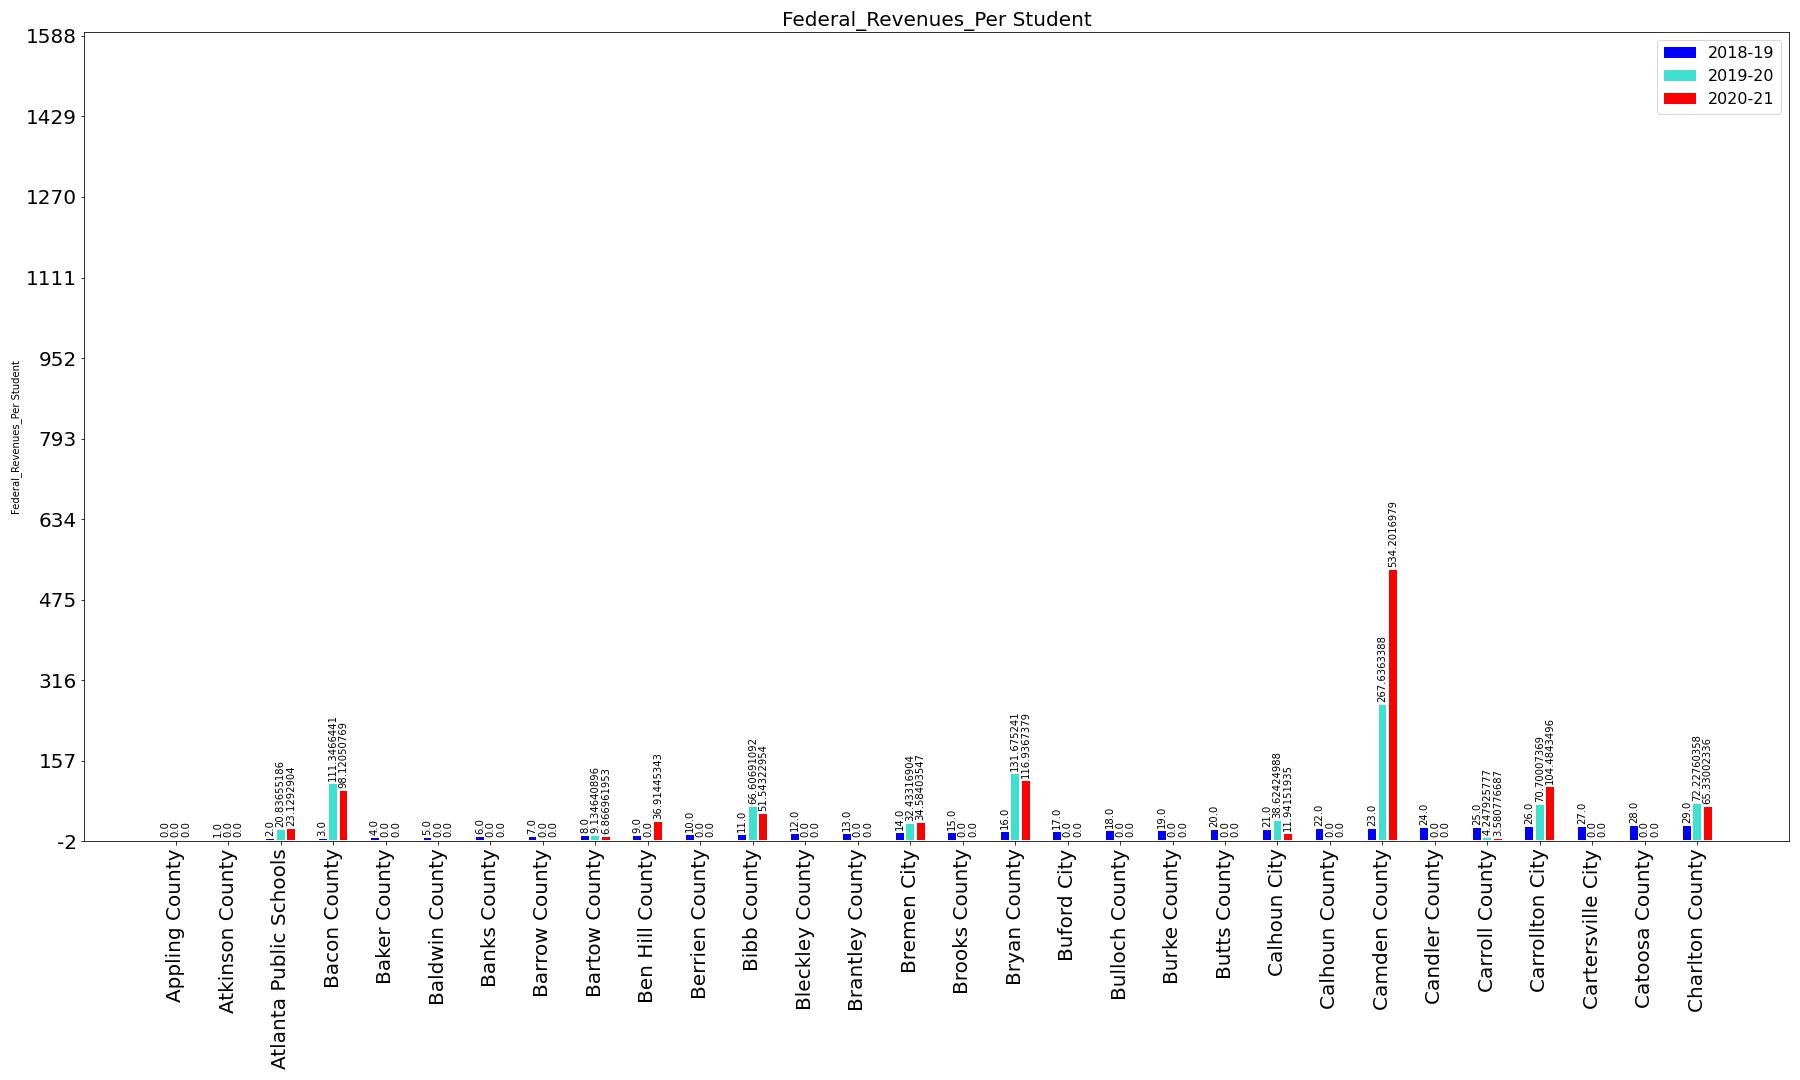 Federal_Revenues_Per Student
2018-19
2019-20
2020-21
Federal_Revenues_Per Student
1588
1429
1270
1111
952
793
634
475
316
157
-2
0.0 0.0 0.0
1.0 0.0 0.0
2.0 20.83655186 23.1292904
3.0 111.3466441 98.12050769
4.0 0.0 0.0
5.0 0.0 0.0
6.0 0.0 0.0
7.0 0.0 0.0
8.0 9.134640896 6.866961953
9.0 0.0 36.91445343
10.0 0.0 0.0
11.0 66.60691092 51.54322954
12.0 0.0 0.0
13.0 0.0 0.0
14.0 32.43316904 34.58403547
15.0 0.0 0.0
16.0 131.675241 116.9367379
17.0 0.0 0.0
18.0 0.0 0.0
19.0 0.0 0.0
20.0 0.0 0.0
21.0 38.62424988 11.94151935
22.0 0.0 0.0
23.0 267.6363388 534.2016979
24.0 0.0 0.0
25.0 4.247925777 3.580776687
26.0 70.70007369 104.4843496
27.0 0.0 0.0
28.0 0.0 0.0
29.0 72.22760358 65.33002336
Appling County
Atkinson County
Atlanta Public Schools
Bacon County
Baker County
Baldwin County
Banks County
Barrow County
Bartow County
Ben Hill County
Berrien County
Bibb County
Bleckley County
Brantley County
Bremen City
Brooks County
Bryan County
Buford City
Bulloch County
Burke County
Butts County
Calhoun City
Calhoun County
Camden County
Candler County
Carroll County
Carrollton City
Cartersville City
Catoosa County
Charlton County